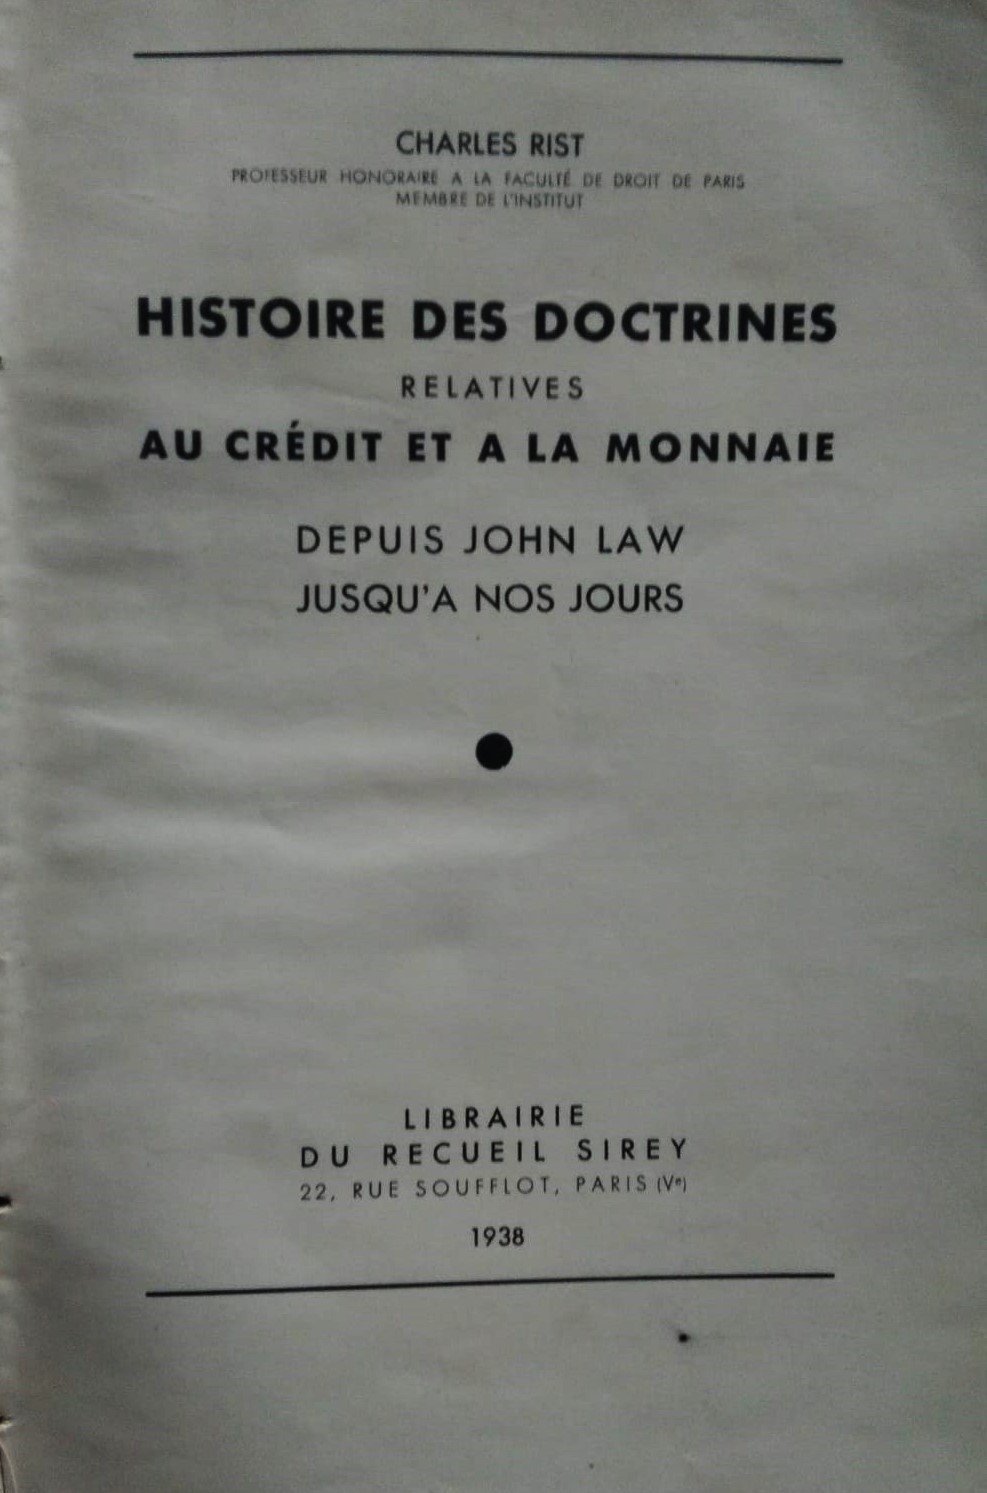 CHARLES RIST
PROFESSEUR HONORAIRE A LA FACULTÉ DE DROIT DE PARIS
MEMBRE DE L'INSTITUT
HISTOIRE DES DOCTRINES
RELATIVES
AU CRÉDIT ET A LA MONNAIE
DEPUIS JOHN LAW
JUSQU'A NOS JOURS
LIBRAIRIE
DU RECUEIL SIREY
22, RUE SOUFFLOT, PARIS (Vᵉ)
1938